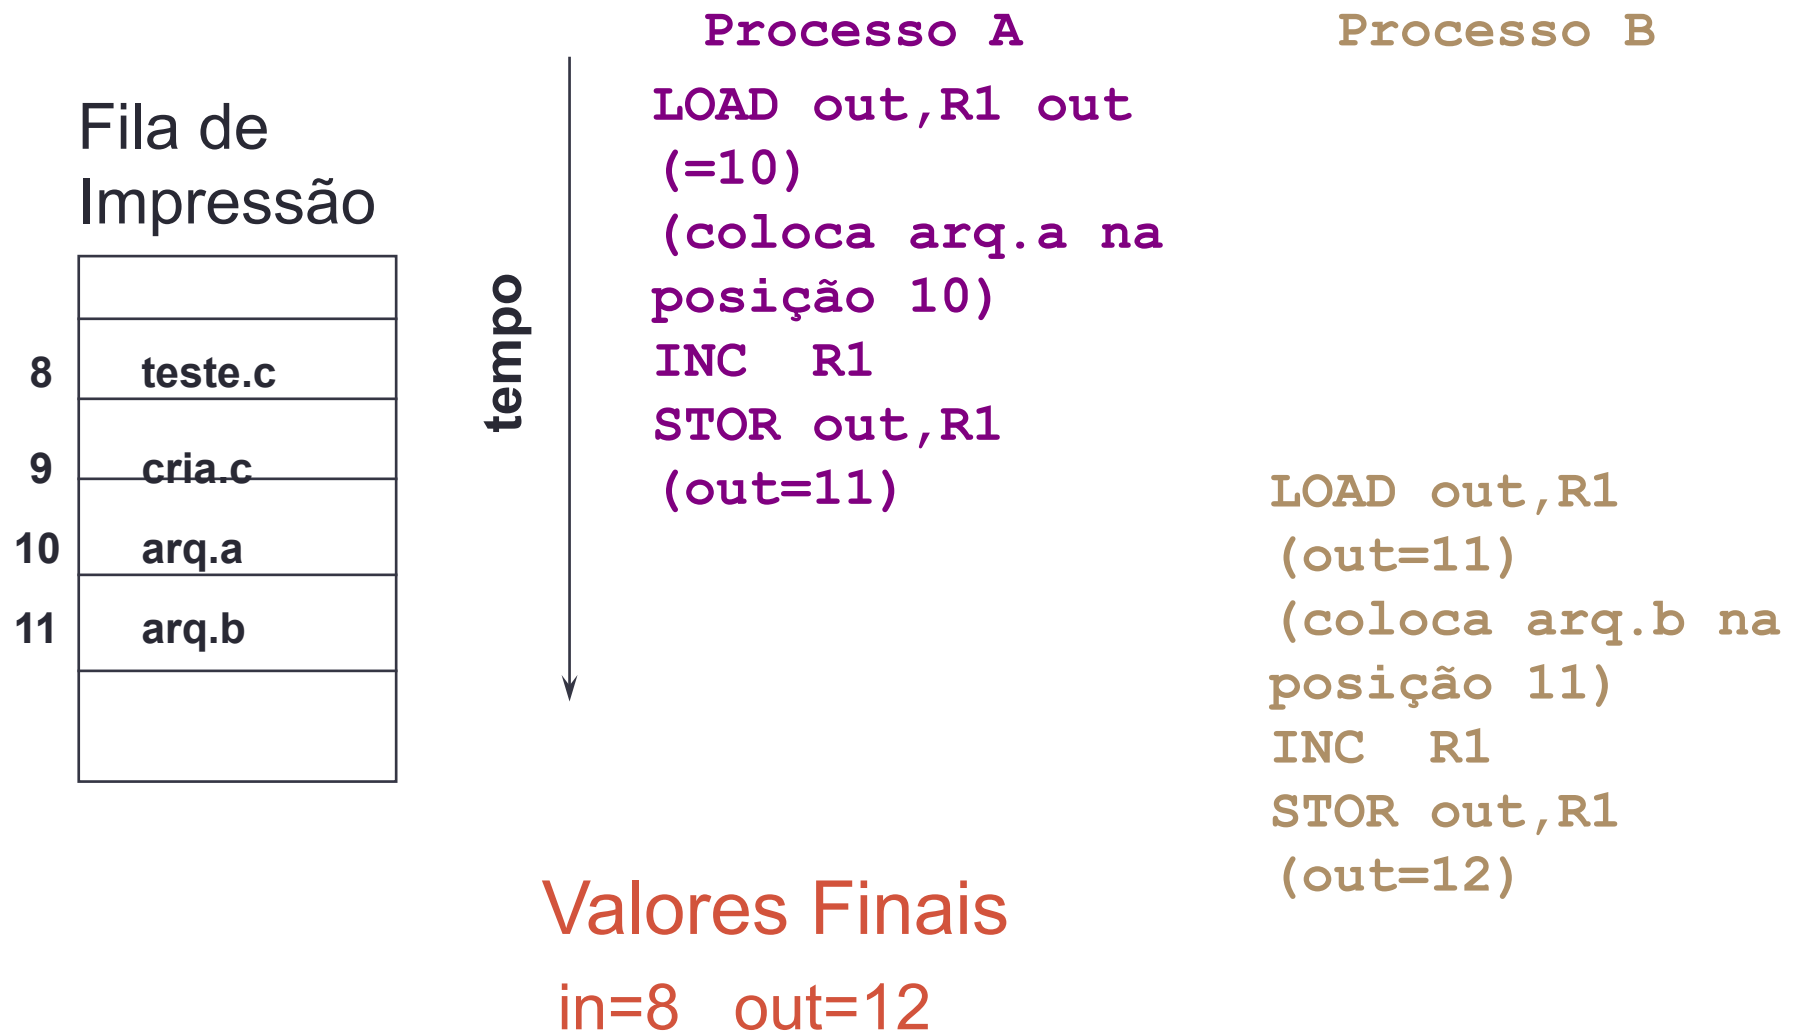 Processo A
Processo B
Fila de
Impressão
8 teste.c
9 cria.c
10 arq.a
11 arq.b
tempo
LOAD out,R1 out
(=10)
(coloca arq.a na
posição 10)
INC R1
STOR out,R1
(out=11)
LOAD out,R1
(out=11)
(coloca arq.b na
posição 11)
INC R1
STOR out,R1
(out=12)
Valores Finais
in=8 out=12